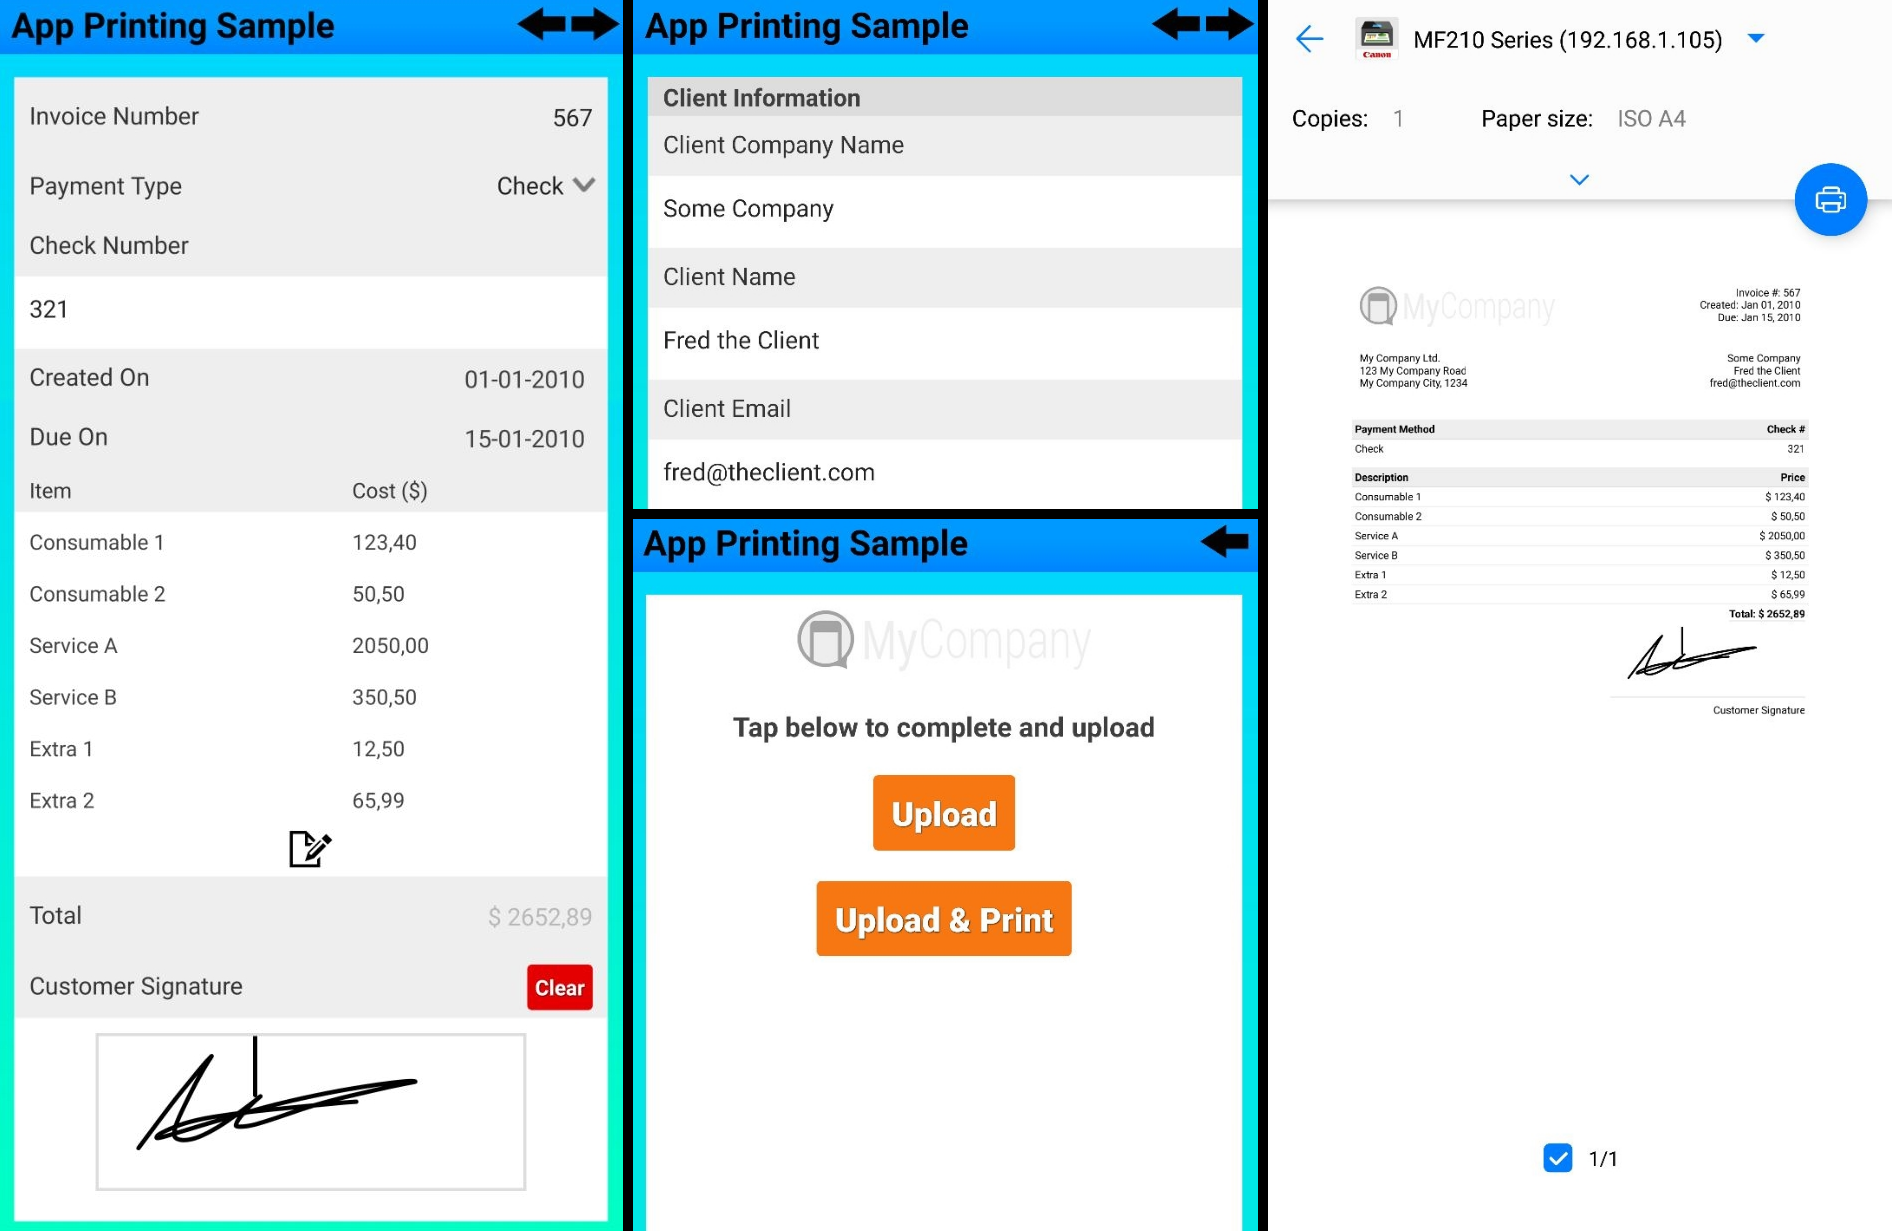 App Printing Sample
Invoice Number 567
Payment Type Check
Check Number
321
Created On 01-01-2010
Due On 15-01-2010
Item Cost ($)
Consumable 1 123,40
Consumable 2 50,50
Service A 2050,00
Service B 350,50
Extra 1 12,50
Extra 2 65,99
Total $ 2652,89
Customer Signature Clear
App Printing Sample
Client Information
Client Company Name
Some Company
Client Name
Fred the Client
Client Email
fred@theclient.com
App Printing Sample
MyCompany
Tap below to complete and upload
Upload
Upload & Print
Canon
MF210 Series (192.168.1.105)
Copies: 1 Paper size: ISO A4
MyCompany
Invoice #: 567
Created: Jan 01, 2010
Due: Jan 15, 2010
My Company Ltd.
123 My Company Road
My Company City, 1234
Some Company
Fred the Client
fred@theclient.com
Payment Method Check #
Check 321
Description Price
Consumable 1 $ 123,40
Consumable 2 $ 50,50
Service A $ 2050,00
Service B $ 350,50
Extra 1 $ 12,50
Extra 2 $ 65,99
Total: $ 2652,89
Customer Signature
1/1